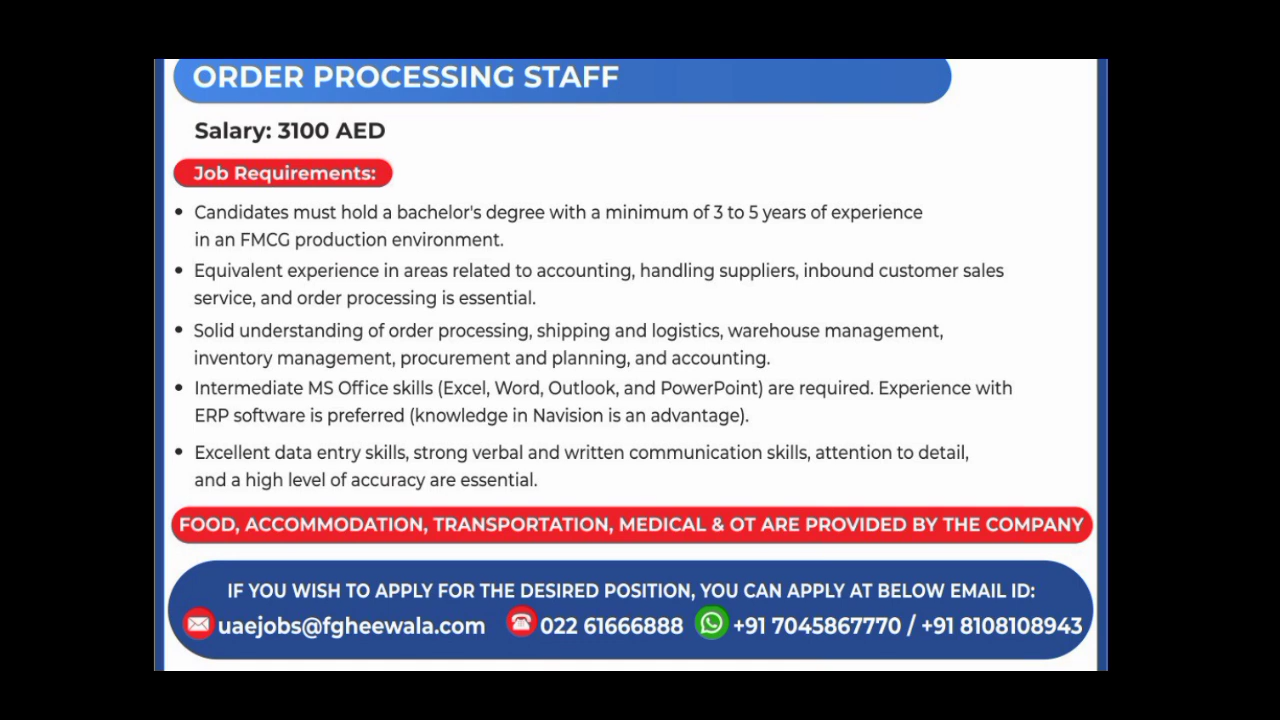 ORDER PROCESSING STAFF
Salary: 3100 AED
Job Requirements:
• Candidates must hold a bachelor's degree with a minimum of 3 to 5 years of experience
in an FMCG production environment.
• Equivalent experience in areas related to accounting, handling suppliers, inbound customer sales
service, and order processing is essential.
• Solid understanding of order processing, shipping and logistics, warehouse management,
inventory management, procurement and planning, and accounting.
• Intermediate MS Office skills (Excel, Word, Outlook, and PowerPoint) are required. Experience with
ERP software is preferred (knowledge in Navision is an advantage).
• Excellent data entry skills, strong verbal and written communication skills, attention to detail,
and a high level of accuracy are essential.
FOOD, ACCOMMODATION, TRANSPORTATION, MEDICAL & OT ARE PROVIDED BY THE COMPANY
IF YOU WISH TO APPLY FOR THE DESIRED POSITION, YOU CAN APPLY AT BELOW EMAIL ID:
uaejobs@fgheewala.com 022 61666888 +91 7045867770 / +91 8108108943